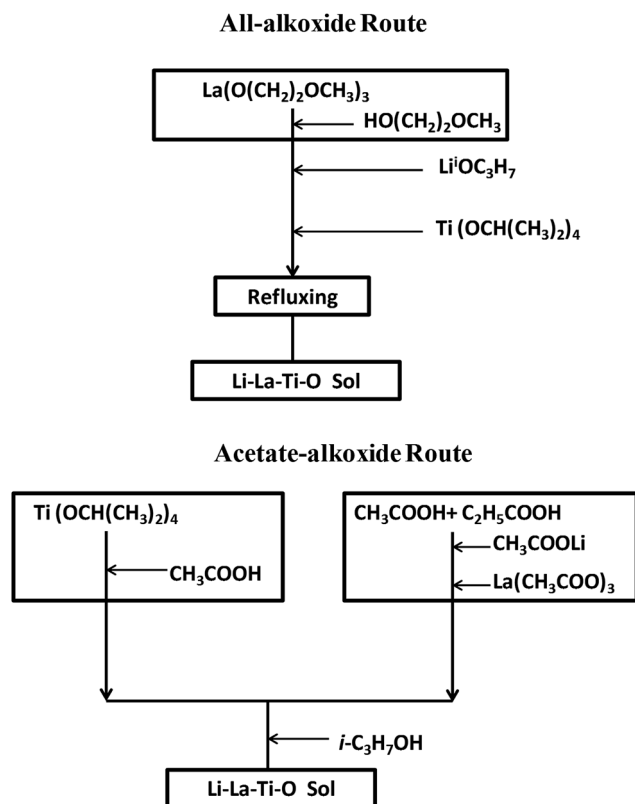 All-alkoxide Route
La(O(CH₂)₂OCH₃)₃
HO(CH₂)₂OCH₃
LiⁱOC₃H₇
Ti (OCH(CH₃)₂)₄
Refluxing
Li-La-Ti-O Sol
Acetate-alkoxide Route
Ti (OCH(CH₃)₂)₄
CH₃COOH
CH₃COOH+ C₂H₅COOH
CH₃COOLi
La(CH₃COO)₃
i-C₃H₇OH
Li-La-Ti-O Sol